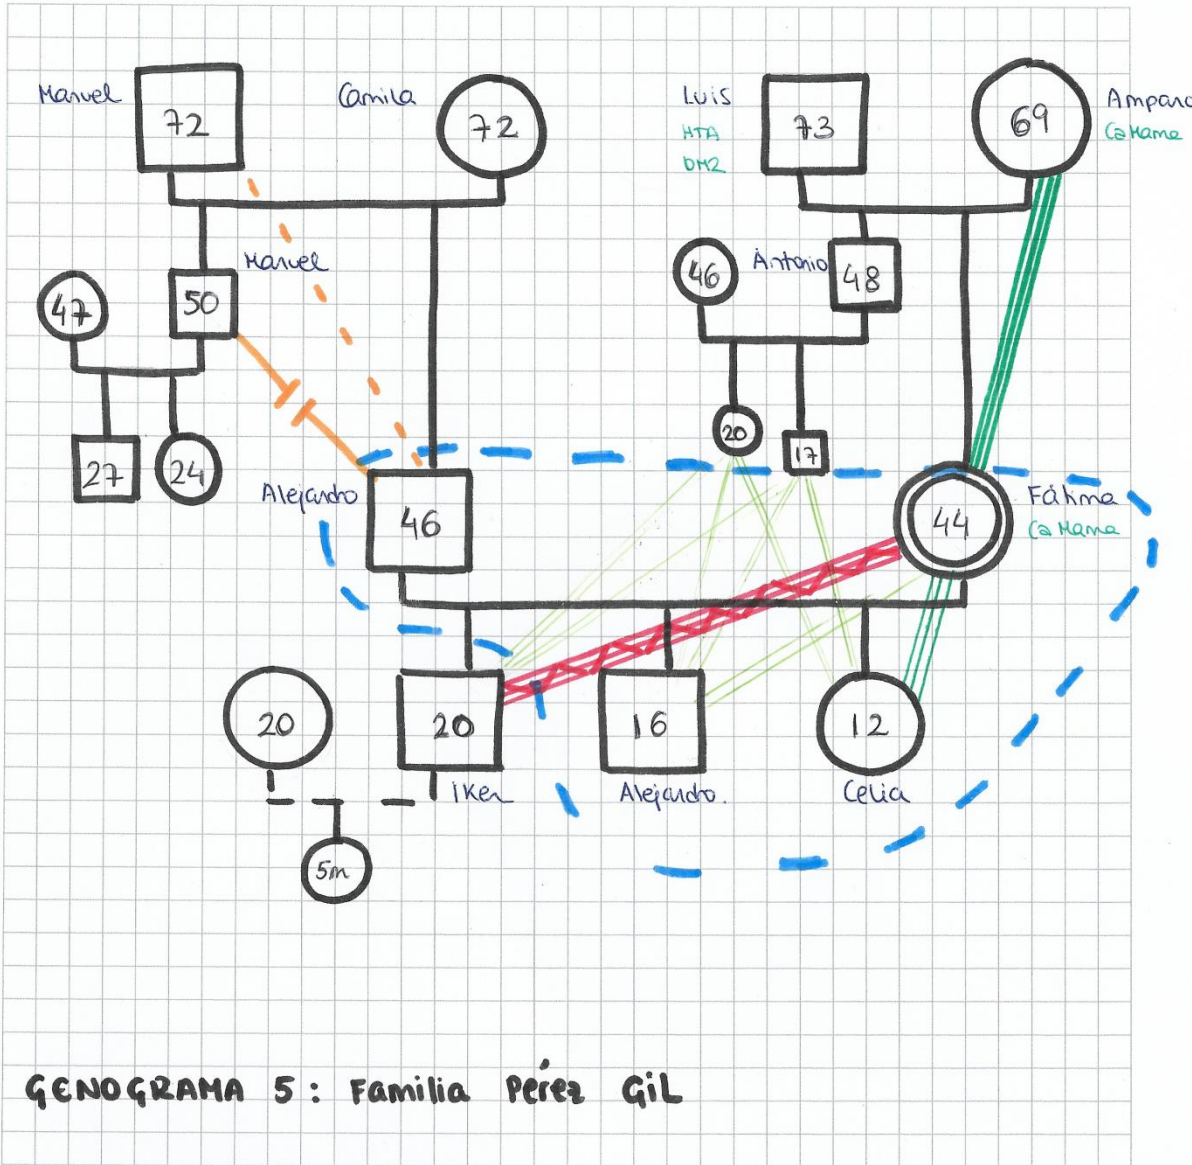 Manuel
72
Camila
72
Luis
HTA
DM2
73
69
Amparo
Ca Mama
Manuel
47
50
46
Antonio
48
27
24
20
17
Alejandro
46
44
Fátima
Ca Mama
20
20
Iker
16
Alejandro.
12
Celia
5m
GENOGRAMA 5: Familia Pérez Gil